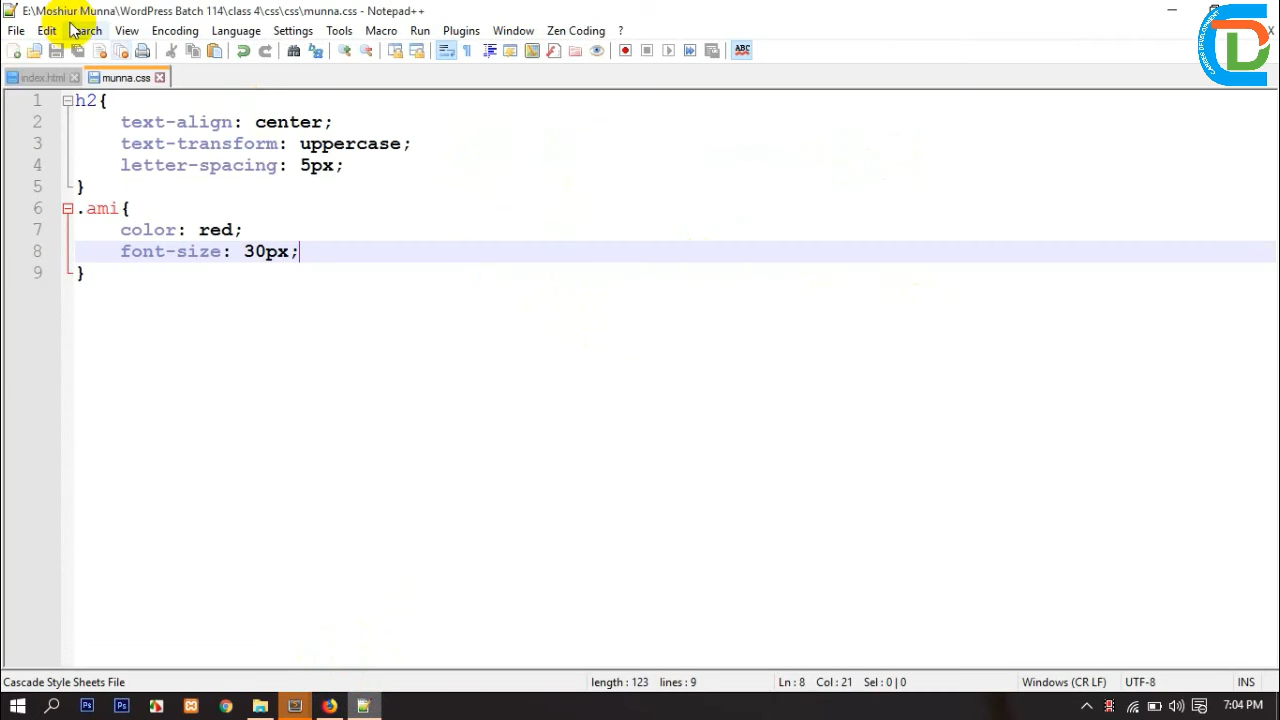 E:\Moshiur Munna\WordPress Batch 114\class 4\css\css\munna.css - Notepad++
File Edit Search View Encoding Language Settings Tools Macro Run Plugins Window Zen Coding ?
ABC
index.html munna.css
1 h2{
2 text-align: center;
3 text-transform: uppercase;
4 letter-spacing: 5px;
5 }
6 .ami{
7 color: red;
8 font-size: 30px;
9 }
Cascade Style Sheets File length : 123 lines : 9 Ln : 8 Col : 21 Sel : 0 | 0 Windows (CR LF) UTF-8 INS
7:04 PM